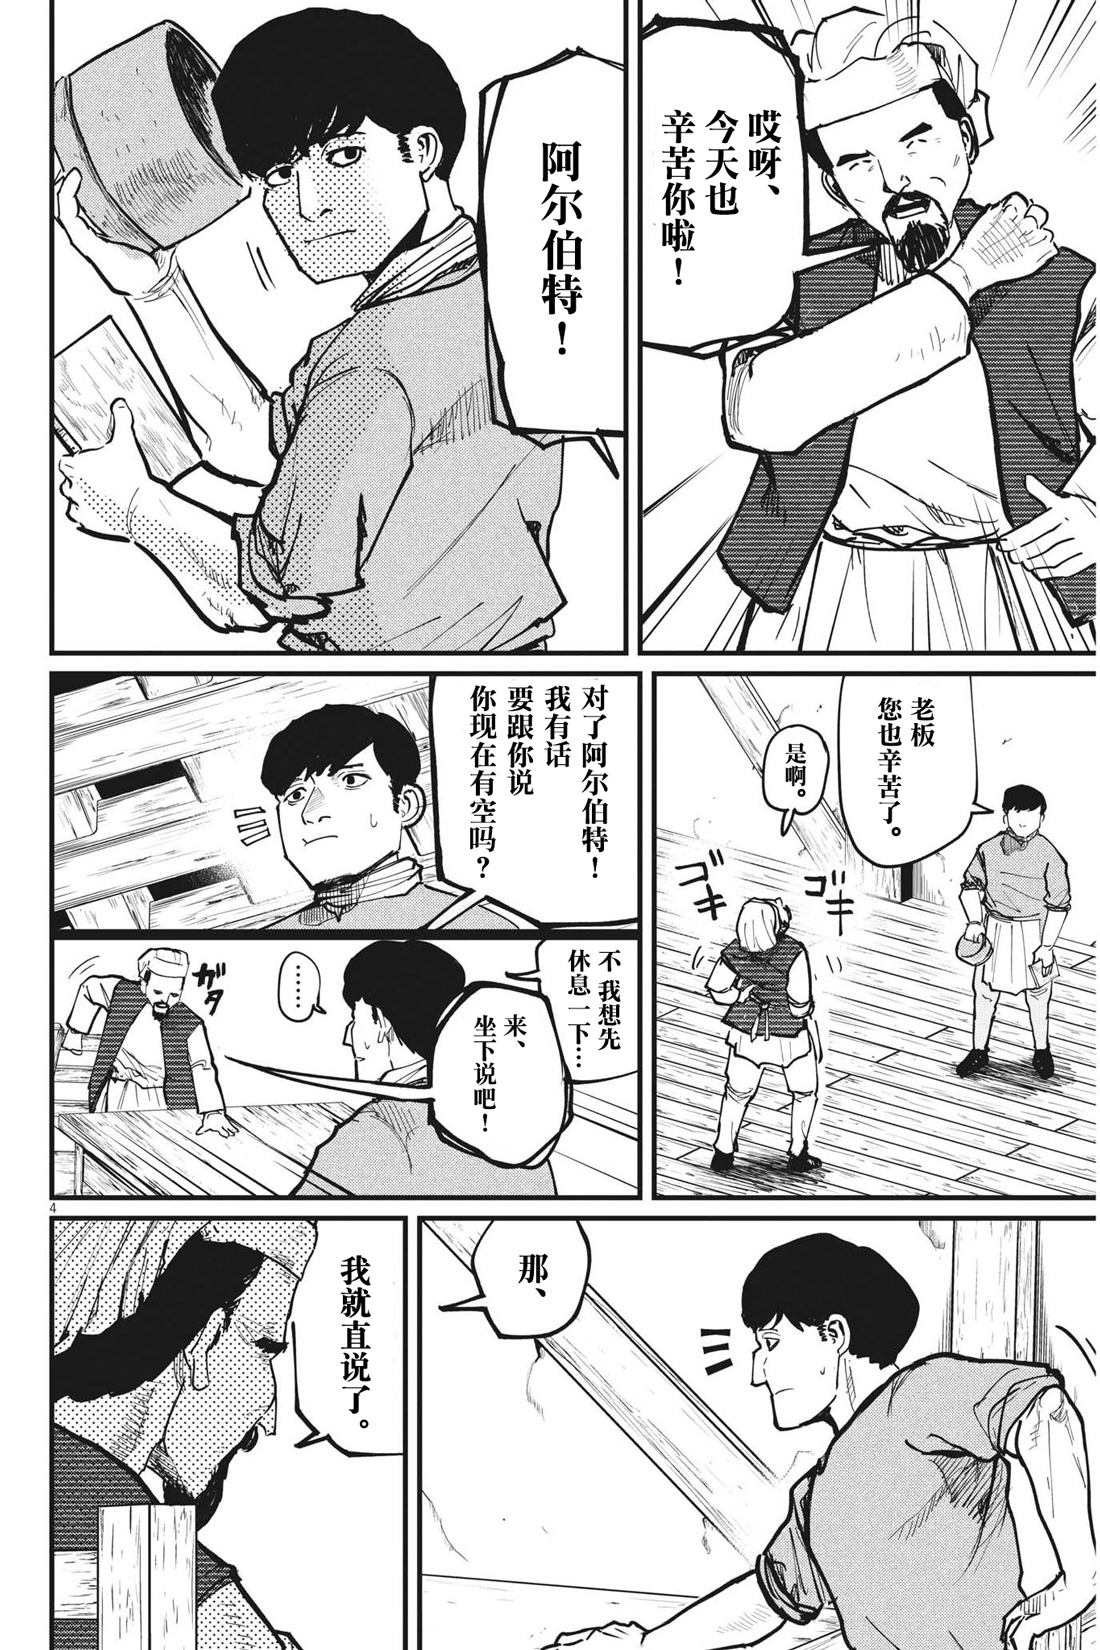 哎呀、
今天也
辛苦你啦！
阿尔伯特！
老板
您也辛苦了。
是啊。
ゴキ
ゴキ
对了阿尔伯特！
我有话
要跟你说
你现在有空吗？
不我想先
休息一下…
来、
坐下说吧！
……
ガタ
4
那、
我就直说了。